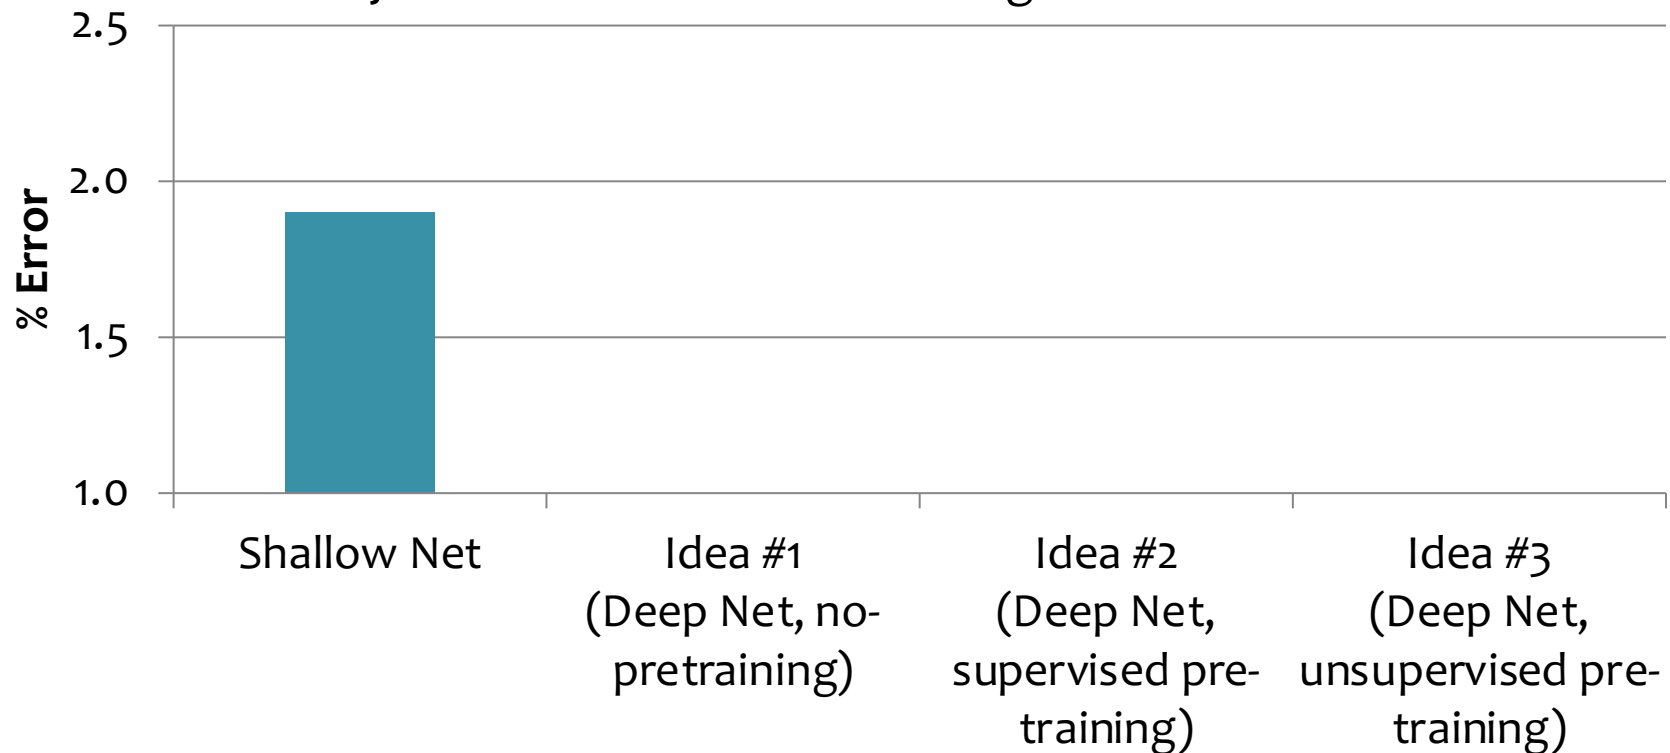 2.5
2.0
1.5
1.0
% Error
Shallow Net
Idea #1
(Deep Net, no-
pretraining)
Idea #2
(Deep Net,
supervised pre-
training)
Idea #3
(Deep Net,
unsupervised pre-
training)